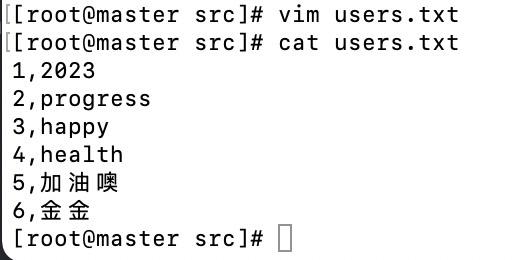 [[root@master src]# vim users.txt
[[root@master src]# cat users.txt
1,2023
2,progress
3,happy
4,health
5,加油噢
6,金金
[root@master src]#